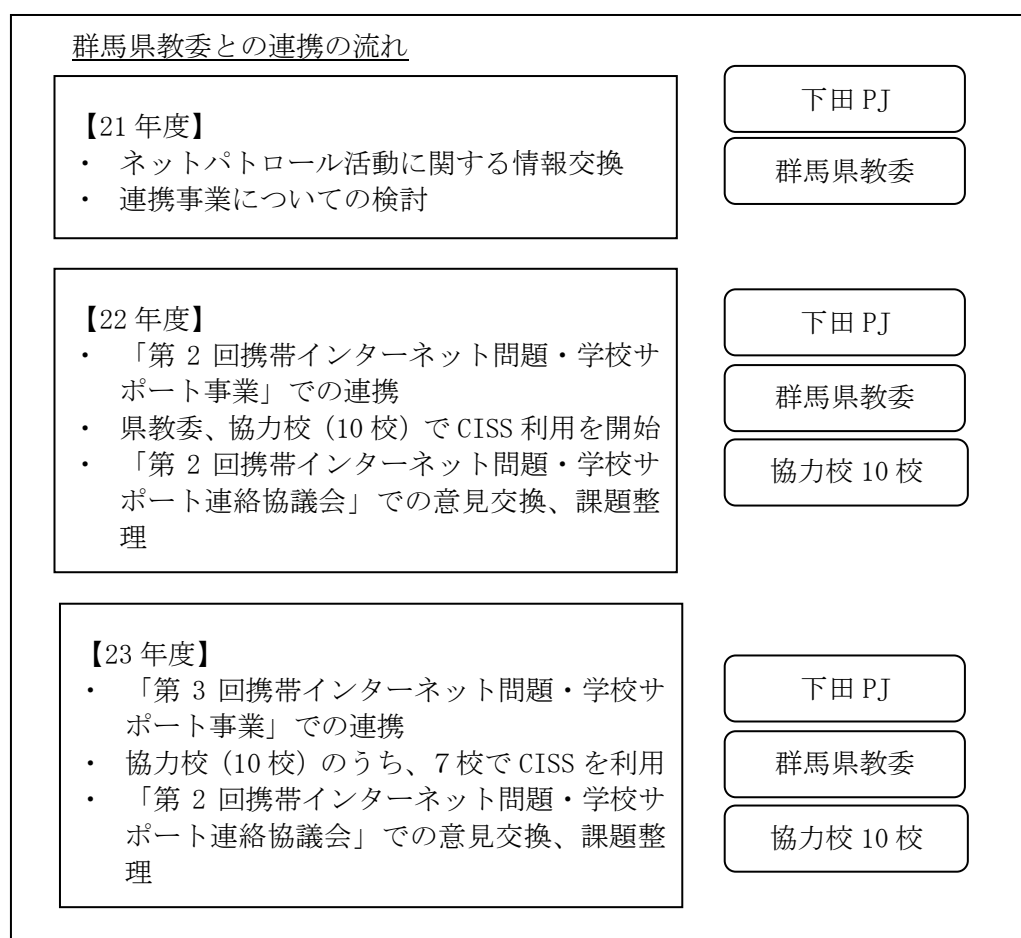 群馬県教委との連携の流れ
【21 年度】
・ ネットパトロール活動に関する情報交換
・ 連携事業についての検討
下田 PJ
群馬県教委
【22 年度】
・ 「第 2 回携帯インターネット問題・学校サ
ポート事業」での連携
・ 県教委、協力校（10 校）で CISS 利用を開始
・ 「第 2 回携帯インターネット問題・学校サ
ポート連絡協議会」での意見交換、課題整
理
下田 PJ
群馬県教委
協力校 10 校
【23 年度】
・ 「第 3 回携帯インターネット問題・学校サ
ポート事業」での連携
・ 協力校（10 校）のうち、７校で CISS を利用
・ 「第 2 回携帯インターネット問題・学校サ
ポート連絡協議会」での意見交換、課題整
理
下田 PJ
群馬県教委
協力校 10 校